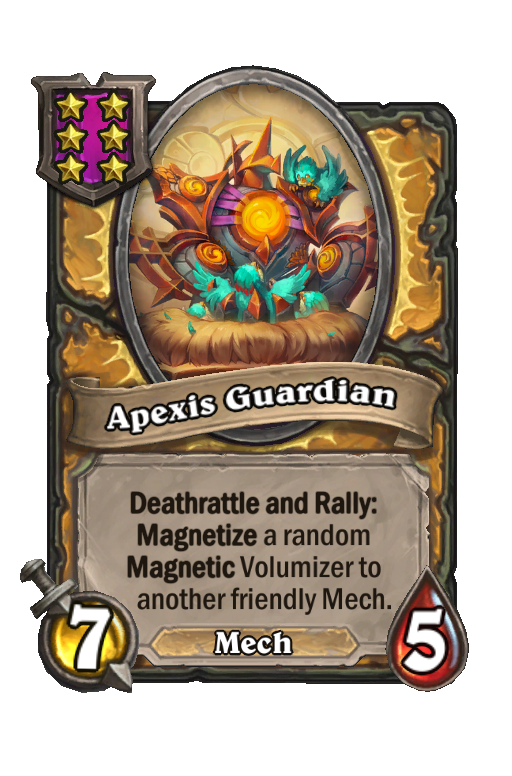 Apexis Guardian
Deathrattle and Rally:
Magnetize a random
Magnetic Volumizer to
another friendly Mech.
7
Mech
5